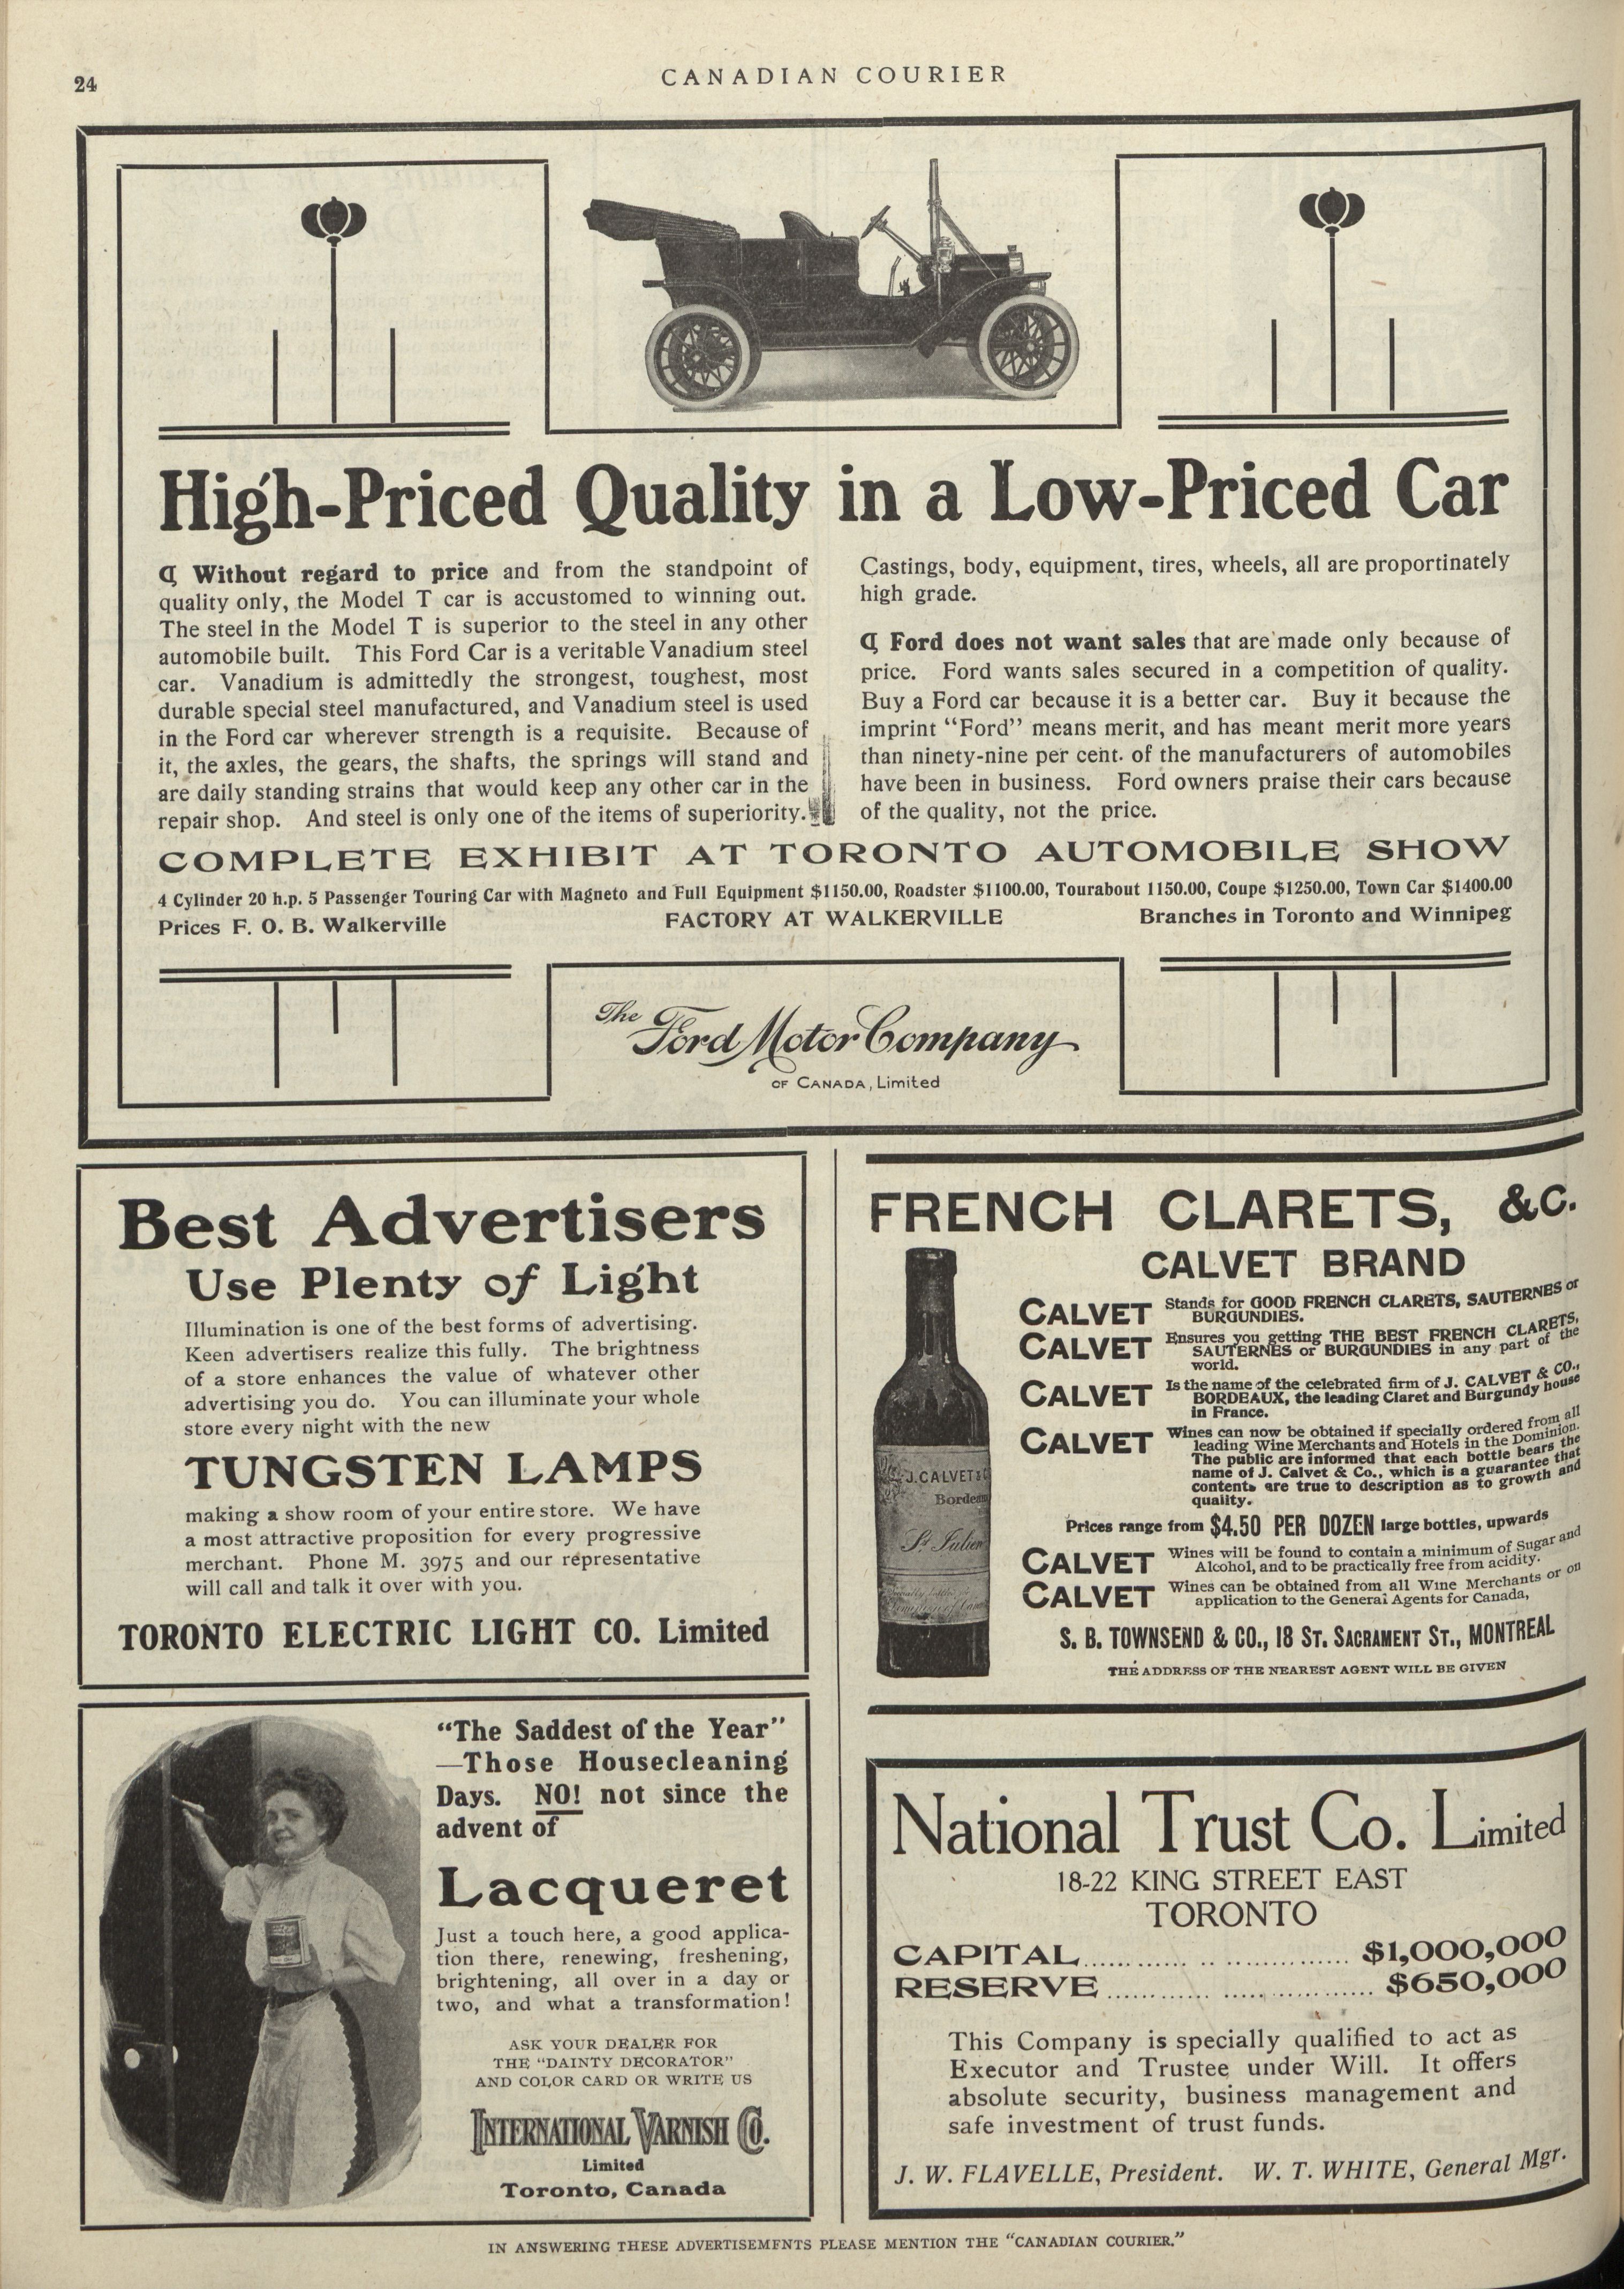 24
CANADIAN COURIER
High-Priced Quality in a Low-Priced Car
¶ Without regard to price and from the standpoint of
quality only, the Model T car is accustomed to winning out.
The steel in the Model T is superior to the steel in any other
automobile built. This Ford Car is a veritable Vanadium steel
car. Vanadium is admittedly the strongest, toughest, most
durable special steel manufactured, and Vanadium steel is used
in the Ford car wherever strength is a requisite. Because of
it, the axles, the gears, the shafts, the springs will stand and
are daily standing strains that would keep any other car in the
repair shop. And steel is only one of the items of superiority.
Castings, body, equipment, tires, wheels, all are proportinately
high grade.
¶ Ford does not want sales that are made only because of
price. Ford wants sales secured in a competition of quality.
Buy a Ford car because it is a better car. Buy it because the
imprint "Ford" means merit, and has meant merit more years
than ninety-nine per cent. of the manufacturers of automobiles
have been in business. Ford owners praise their cars because
of the quality, not the price.
COMPLETE EXHIBIT AT TORONTO AUTOMOBILE SHOW
4 Cylinder 20 h.p. 5 Passenger Touring Car with Magneto and Full Equipment $1150.00, Roadster $1100.00, Tourabout 1150.00, Coupe $1250.00, Town Car $1400.00
Prices F. O. B. Walkerville FACTORY AT WALKERVILLE Branches in Toronto and Winnipeg
The Ford Motor Company
OF CANADA, Limited
Best Advertisers
Use Plenty of Light
Illumination is one of the best forms of advertising.
Keen advertisers realize this fully. The brightness
of a store enhances the value of whatever other
advertising you do. You can illuminate your whole
store every night with the new
TUNGSTEN LAMPS
making a show room of your entire store. We have
a most attractive proposition for every progressive
merchant. Phone M. 3975 and our representative
will call and talk it over with you.
TORONTO ELECTRIC LIGHT CO. Limited
"The Saddest of the Year"
—Those Housecleaning
Days. NO! not since the
advent of
Lacqueret
Just a touch here, a good applica-
tion there, renewing, freshening,
brightening, all over in a day or
two, and what a transformation!
ASK YOUR DEALER FOR
THE "DAINTY DECORATOR"
AND COLOR CARD OR WRITE US
INTERNATIONAL VARNISH CO.
Limited
Toronto, Canada
FRENCH CLARETS, &C.
CALVET BRAND
CALVET Stands for GOOD FRENCH CLARETS, SAUTERNES or
BURGUNDIES.
CALVET Ensures you getting THE BEST FRENCH CLARETS,
SAUTERNES or BURGUNDIES in any part of the
world.
CALVET Is the name of the celebrated firm of J. CALVET & CO.,
BORDEAUX, the leading Claret and Burgundy house
in France.
CALVET Wines can now be obtained if specially ordered from all
leading Wine Merchants and Hotels in the Dominion.
The public are informed that each bottle bears the
name of J. Calvet & Co., which is a guarantee that
contents are true to description as to growth and
quality.
Prices range from $4.50 PER DOZEN large bottles, upwards
CALVET Wines will be found to contain a minimum of Sugar and
Alcohol, and to be practically free from acidity.
CALVET Wines can be obtained from all Wine Merchants or on
application to the General Agents for Canada,
S. B. TOWNSEND & CO., 18 ST. SACRAMENT ST., MONTREAL
THE ADDRESS OF THE NEAREST AGENT WILL BE GIVEN
J. CALVET &
Bordeau
St Julien
National Trust Co. Limited
18-22 KING STREET EAST
TORONTO
CAPITAL................................ $1,000,000
RESERVE................................ $650,000
This Company is specially qualified to act as
Executor and Trustee under Will. It offers
absolute security, business management and
safe investment of trust funds.
J. W. FLAVELLE, President. W. T. WHITE, General Mgr.
IN ANSWERING THESE ADVERTISEMENTS PLEASE MENTION THE "CANADIAN COURIER."